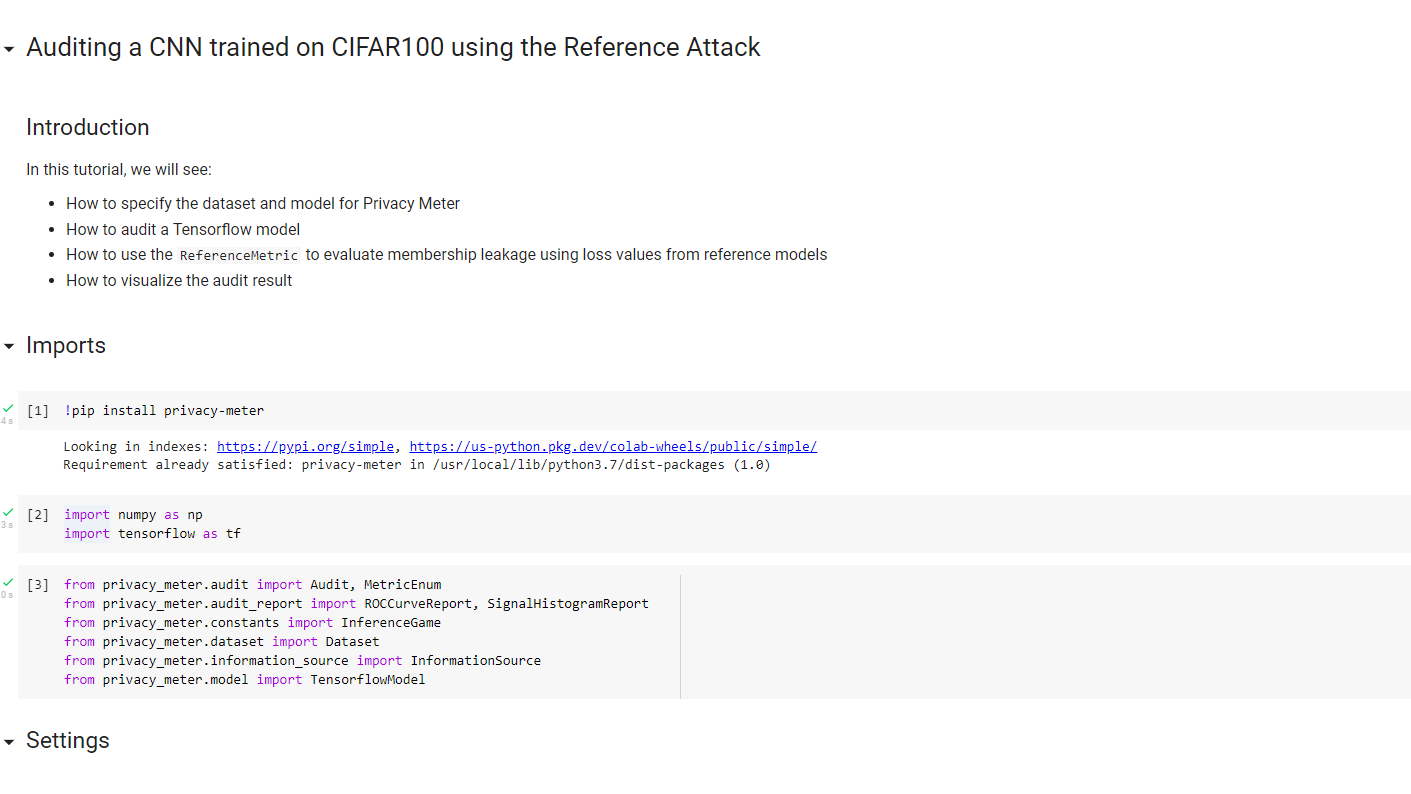 Auditing a CNN trained on CIFAR100 using the Reference Attack
Introduction
In this tutorial, we will see:
• How to specify the dataset and model for Privacy Meter
• How to audit a Tensorflow model
• How to use the ReferenceMetric to evaluate membership leakage using loss values from reference models
• How to visualize the audit result
Imports
[1] !pip install privacy-meter
4 s
Looking in indexes: https://pypi.org/simple, https://us-python.pkg.dev/colab-wheels/public/simple/
Requirement already satisfied: privacy-meter in /usr/local/lib/python3.7/dist-packages (1.0)
[2] import numpy as np
3 s
import tensorflow as tf
[3] from privacy_meter.audit import Audit, MetricEnum
0 s
from privacy_meter.audit_report import ROCCurveReport, SignalHistogramReport
from privacy_meter.constants import InferenceGame
from privacy_meter.dataset import Dataset
from privacy_meter.information_source import InformationSource
from privacy_meter.model import TensorflowModel
Settings